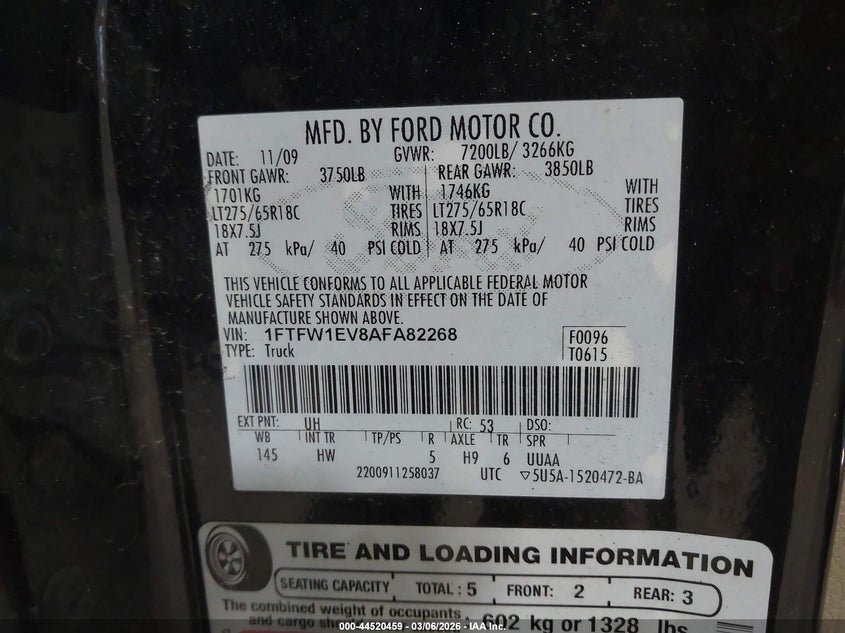 MFD. BY FORD MOTOR CO.
DATE: 11/09 GVWR: 7200LB/ 3266KG
FRONT GAWR: 3750LB REAR GAWR: 3850LB
1701KG WITH 1746KG WITH
LT275/65R18C TIRES LT275/65R18C TIRES
18X7.5J RIMS 18X7.5J RIMS
AT 275 kPa/ 40 PSI COLD AT 275 kPa/ 40 PSI COLD
THIS VEHICLE CONFORMS TO ALL APPLICABLE FEDERAL MOTOR
VEHICLE SAFETY STANDARDS IN EFFECT ON THE DATE OF
MANUFACTURE SHOWN ABOVE.
VIN: 1FTFW1EV8AFA82268 F0096
TYPE: Truck T0615
EXT PNT: UH RC: 53 DSO:
WB INT TR TP/PS R AXLE TR SPR
145 HW 5 H9 6 UUAA
2200911258037 UTC ▽5U5A-1520472-BA
TIRE AND LOADING INFORMATION
SEATING CAPACITY TOTAL : 5 FRONT: 2 REAR: 3
The combined weight of occupants
and cargo 602 kg or 1328 lbs
000-44520459 - 03/06/2026 - IAA Inc.